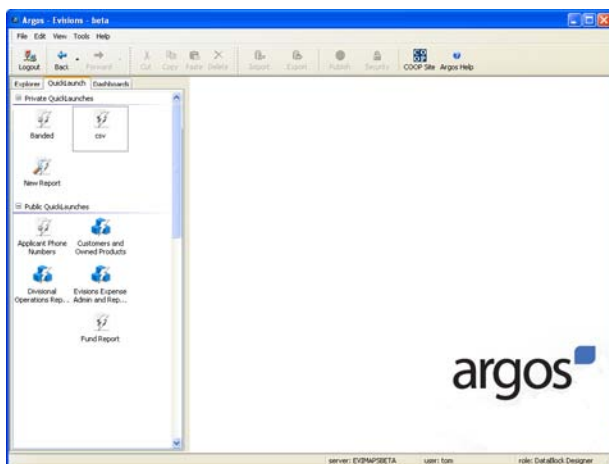 Argos - Evisions - beta
File Edit View Tools Help
Logout Back Forward Cut Copy Paste Delete Import Export Publish Security COOP Site Argos Help
Explorer QuickLaunch Dashboards
Private QuickLaunches
Banded csv
New Report
Public QuickLaunches
Applicant Phone Customers and
Numbers Owned Products
Divisional Evisions Expense
Operations Rep... Admin and Rep...
Fund Report
argos
server: EVIMAPSBETA user: tom role: DataBlock Designer